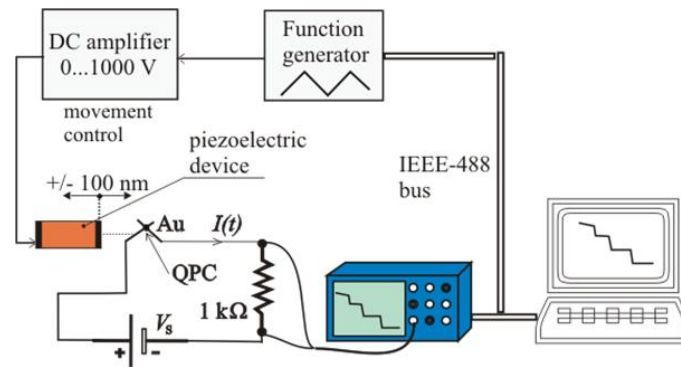 DC amplifier
0...1000 V
Function
generator
movement
control
piezoelectric
device
+/- 100 nm
IEEE-488
bus
Au
I(t)
QPC
1 kΩ
Vs
+
-